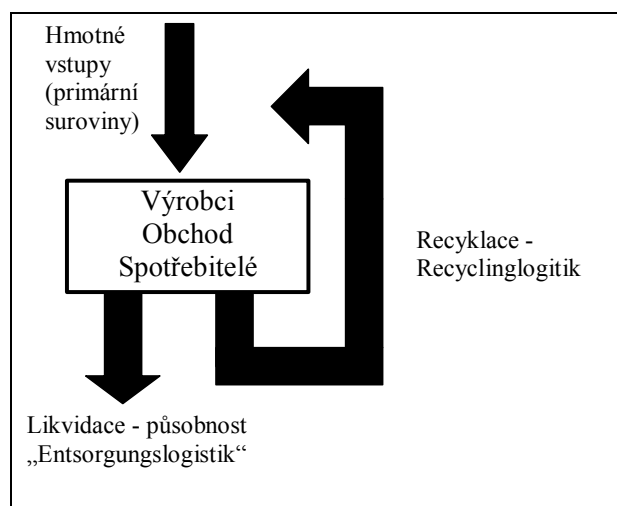 Hmotné
vstupy
(primární
suroviny)
Výrobci
Obchod
Spotřebitelé
Recyklace -
Recyclinglogitik
Likvidace - působnost
„Entsorgungslogistik“